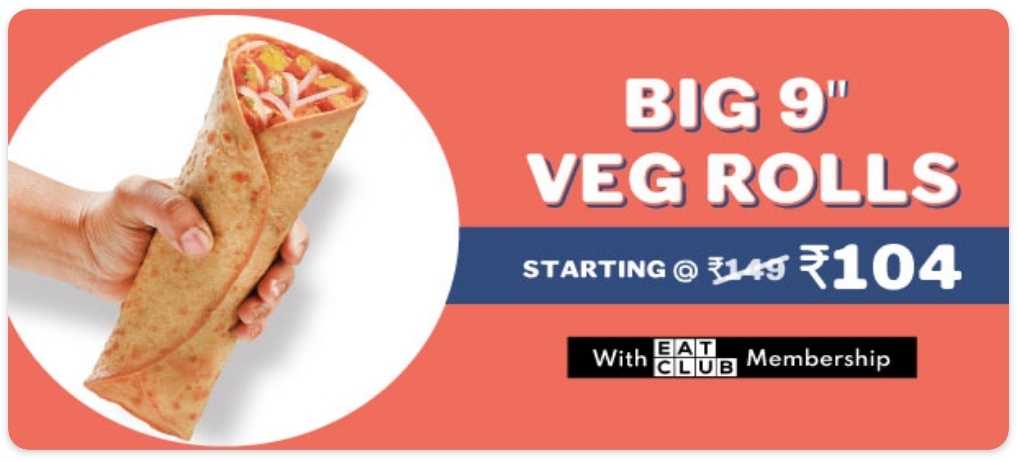 BIG 9"
VEG ROLLS
STARTING @ ₹149 ₹104
With EAT CLUB Membership